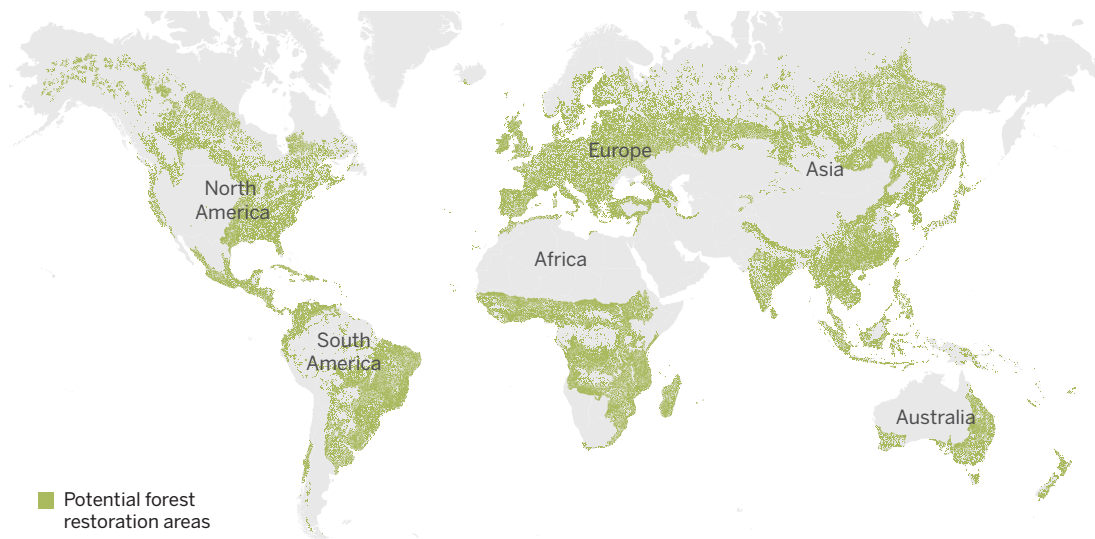 Europe
Asia
North
America
Africa
South
America
Australia
Potential forest
restoration areas